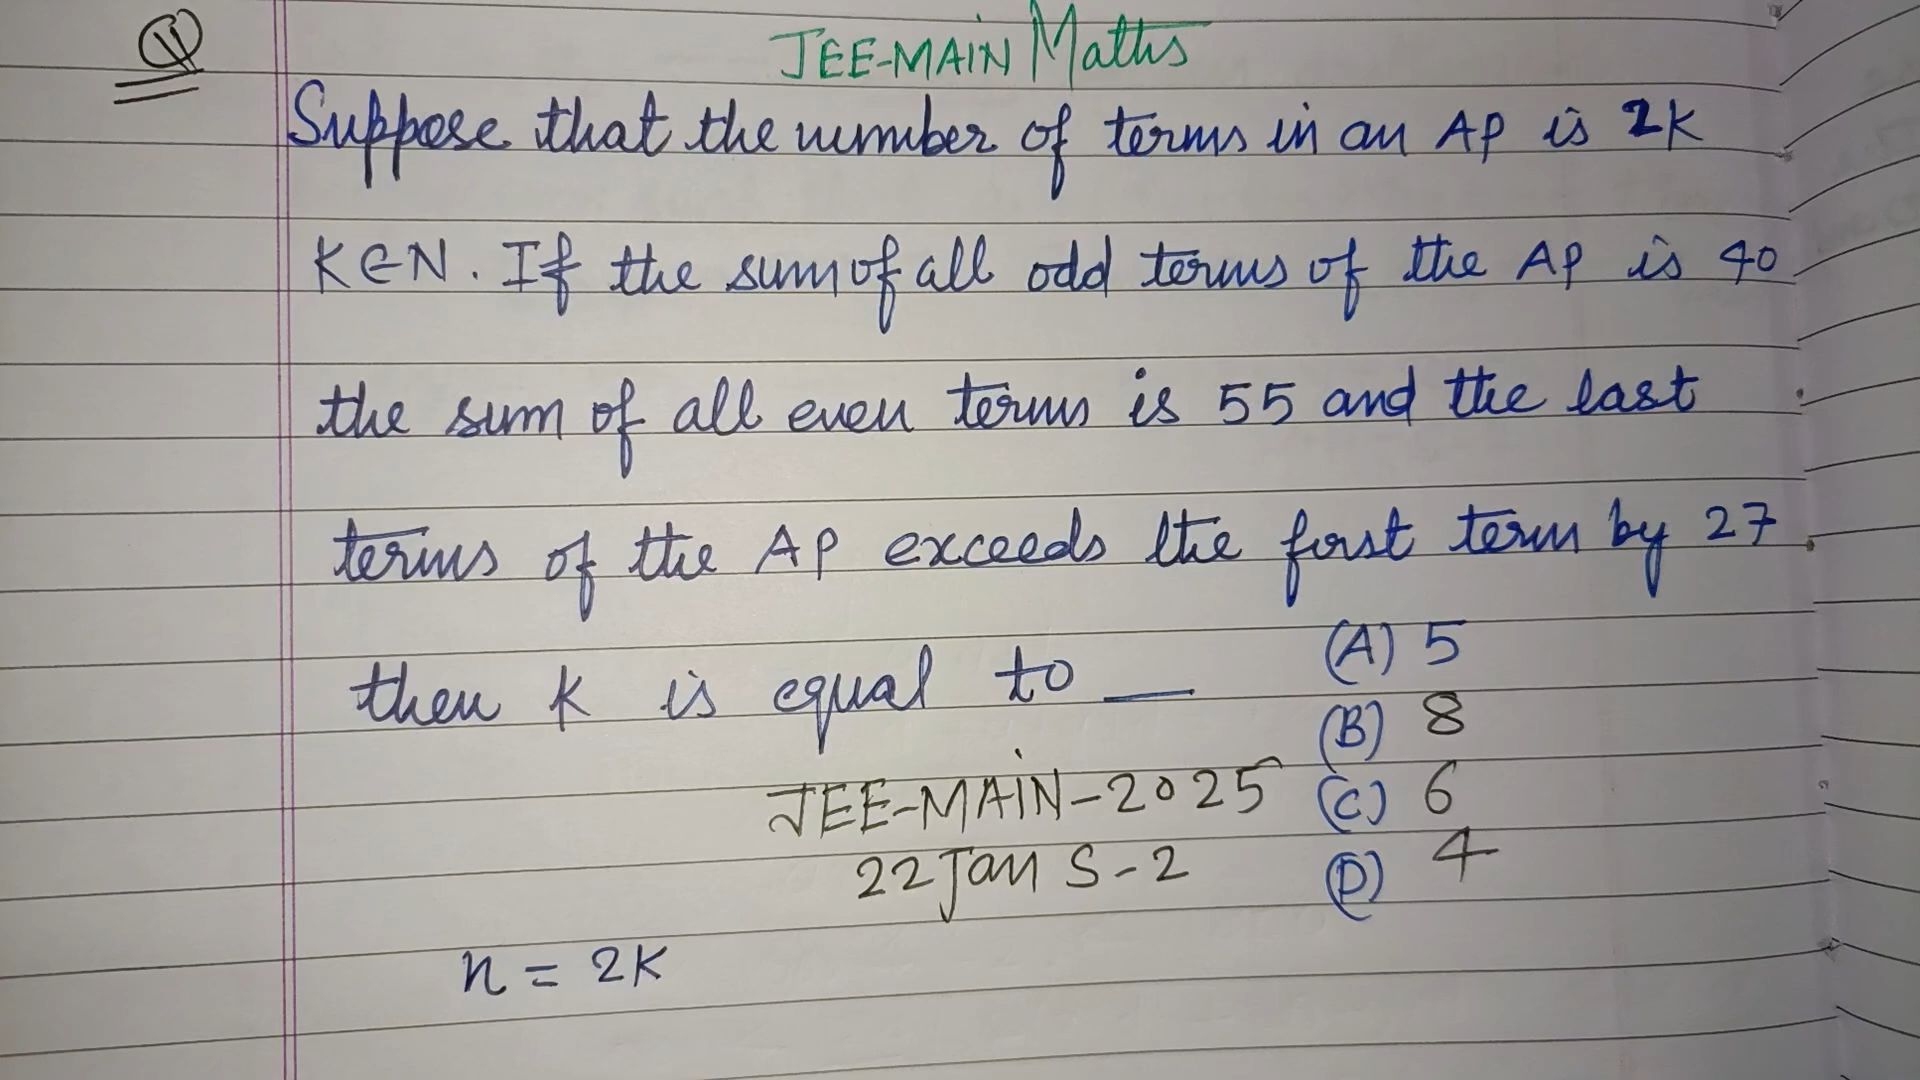 Q
JEE-MAIN Maths
Suppose that the number of terms in an AP is 2K
K∈N. If the sum of all odd terms of the AP is 40
the sum of all even terms is 55 and the last
terms of the AP exceeds the first term by 27
then K is equal to __
(A) 5
(B) 8
(C) 6
(D) 4
JEE-MAIN-2025
22 Jan S-2
n = 2K